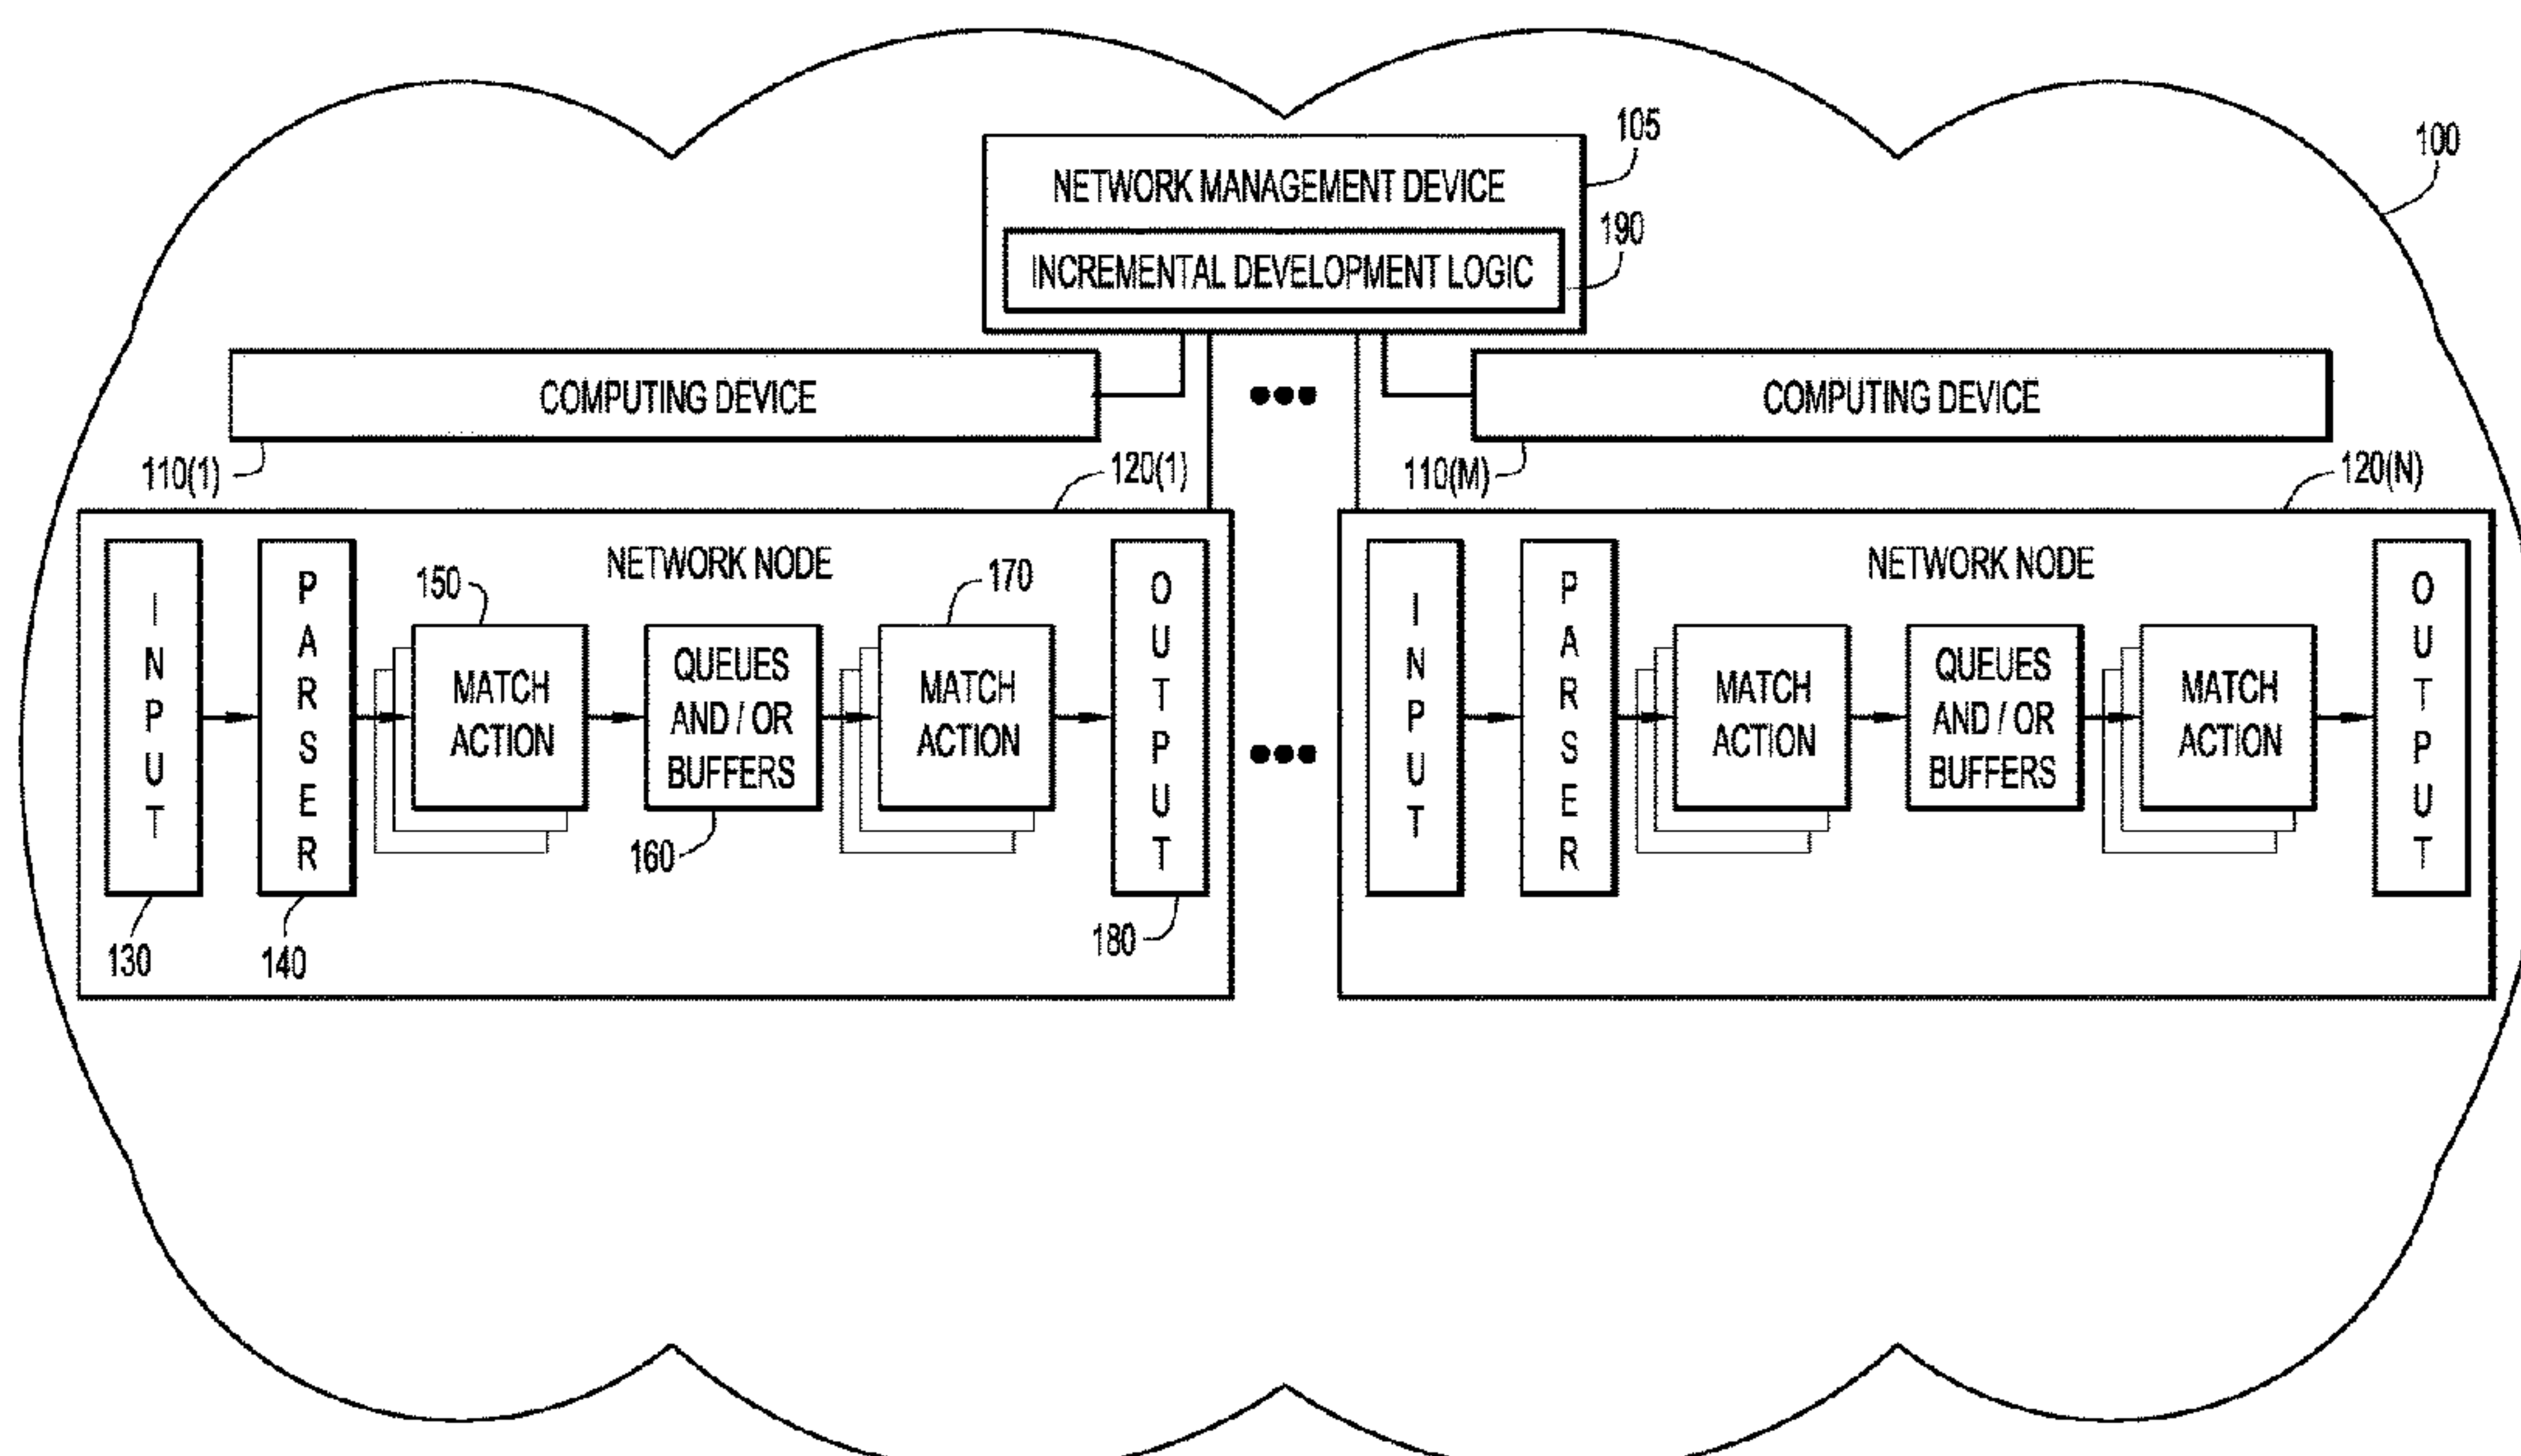 105
100
NETWORK MANAGEMENT DEVICE
190
INCREMENTAL DEVELOPMENT LOGIC
COMPUTING DEVICE
COMPUTING DEVICE
110(1)
120(1)
110(M)
120(N)
NETWORK NODE
INPUT
PARSER
150
MATCH
ACTION
QUEUES
AND / OR
BUFFERS
170
MATCH
ACTION
OUTPUT
130
140
160
180
NETWORK NODE
INPUT
PARSER
MATCH
ACTION
QUEUES
AND / OR
BUFFERS
MATCH
ACTION
OUTPUT